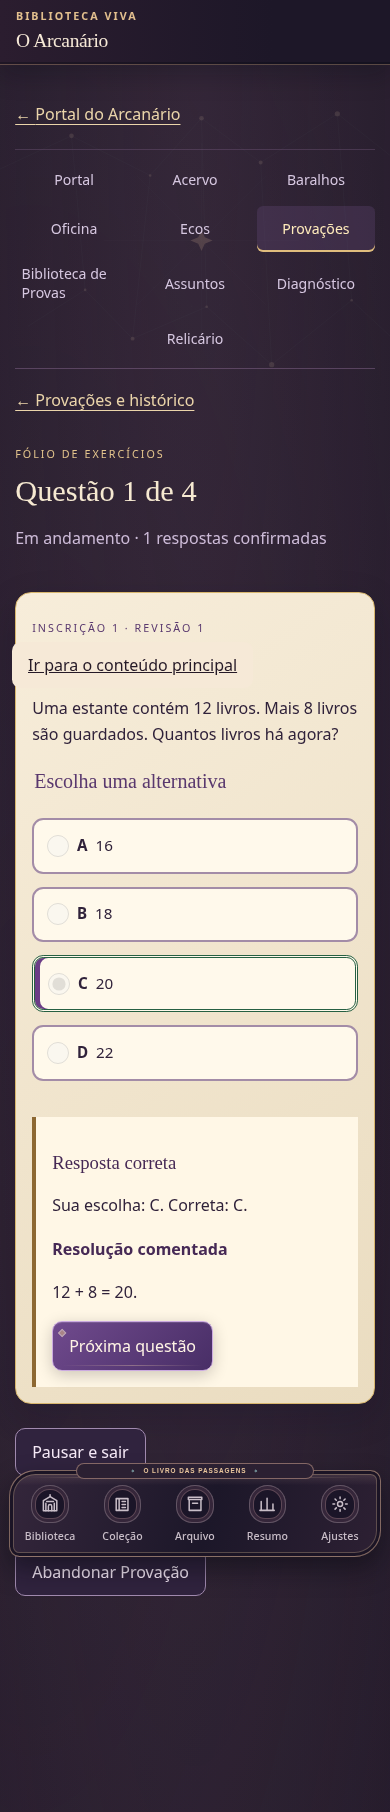 BIBLIOTECA VIVA
O Arcanário
← Portal do Arcanário
Portal
Acervo
Baralhos
Oficina
Ecos
Provações
Biblioteca de
Provas
Assuntos
Diagnóstico
Relicário
← Provações e histórico
FÓLIO DE EXERCÍCIOS
Questão 1 de 4
Em andamento · 1 respostas confirmadas
INSCRIÇÃO 1 · REVISÃO 1
Ir para o conteúdo principal
Uma estante contém 12 livros. Mais 8 livros
são guardados. Quantos livros há agora?
Escolha uma alternativa
A 16
B 18
C 20
D 22
Resposta correta
Sua escolha: C. Correta: C.
Resolução comentada
12 + 8 = 20.
Próxima questão
Pausar e sair
O LIVRO DAS PASSAGENS
Biblioteca
Coleção
Arquivo
Resumo
Ajustes
Abandonar Provação